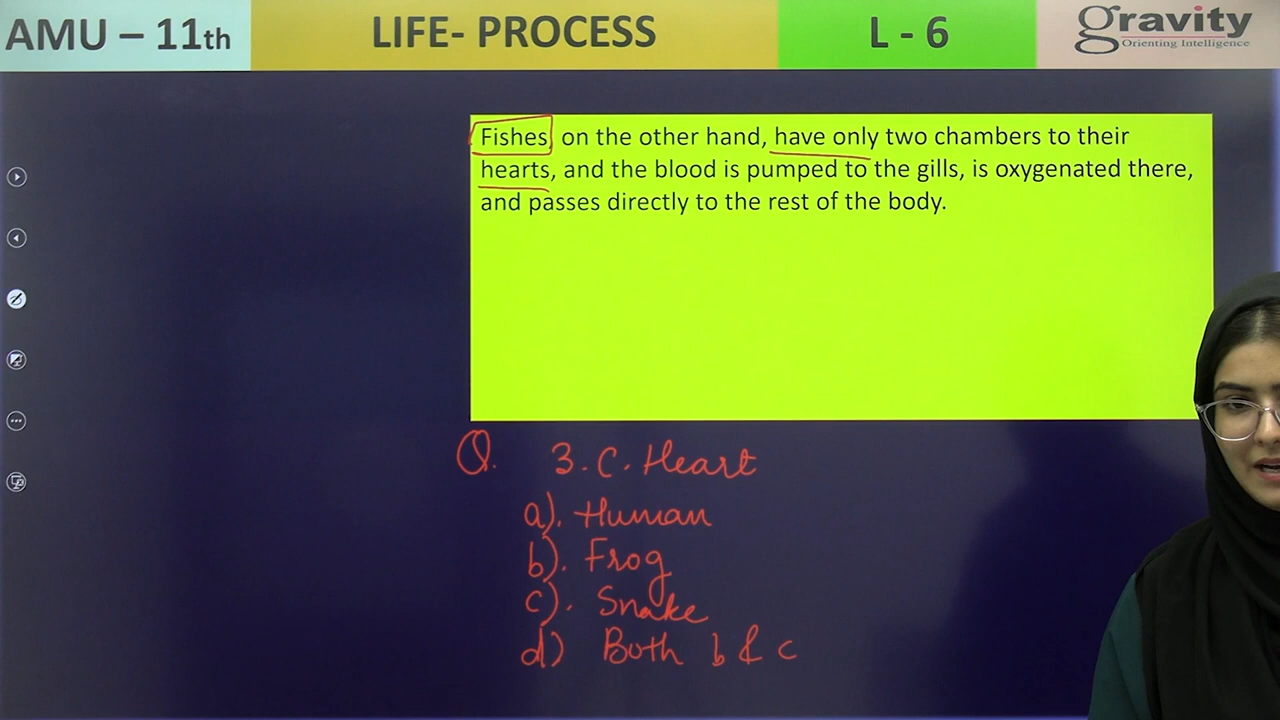 AMU – 11th
LIFE- PROCESS
L - 6
gravity
Orienting Intelligence
Fishes, on the other hand, have only two chambers to their
hearts, and the blood is pumped to the gills, is oxygenated there,
and passes directly to the rest of the body.
Q. 3. C. Heart
a). Human
b). Frog
c). Snake
d) Both b & c